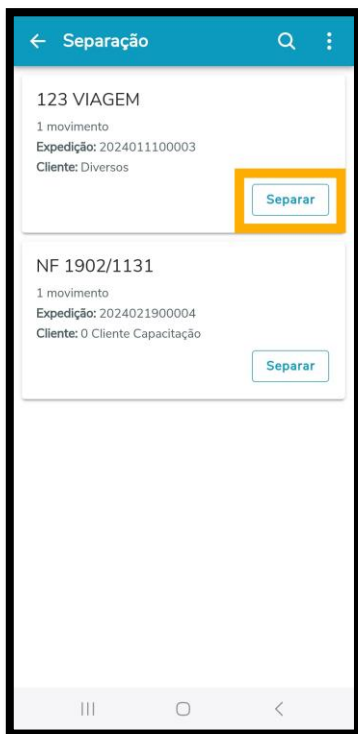 Separação
123 VIAGEM
1 movimento
Expedição: 2024011100003
Cliente: Diversos
Separar
NF 1902/1131
1 movimento
Expedição: 2024021900004
Cliente: 0 Cliente Capacitação
Separar